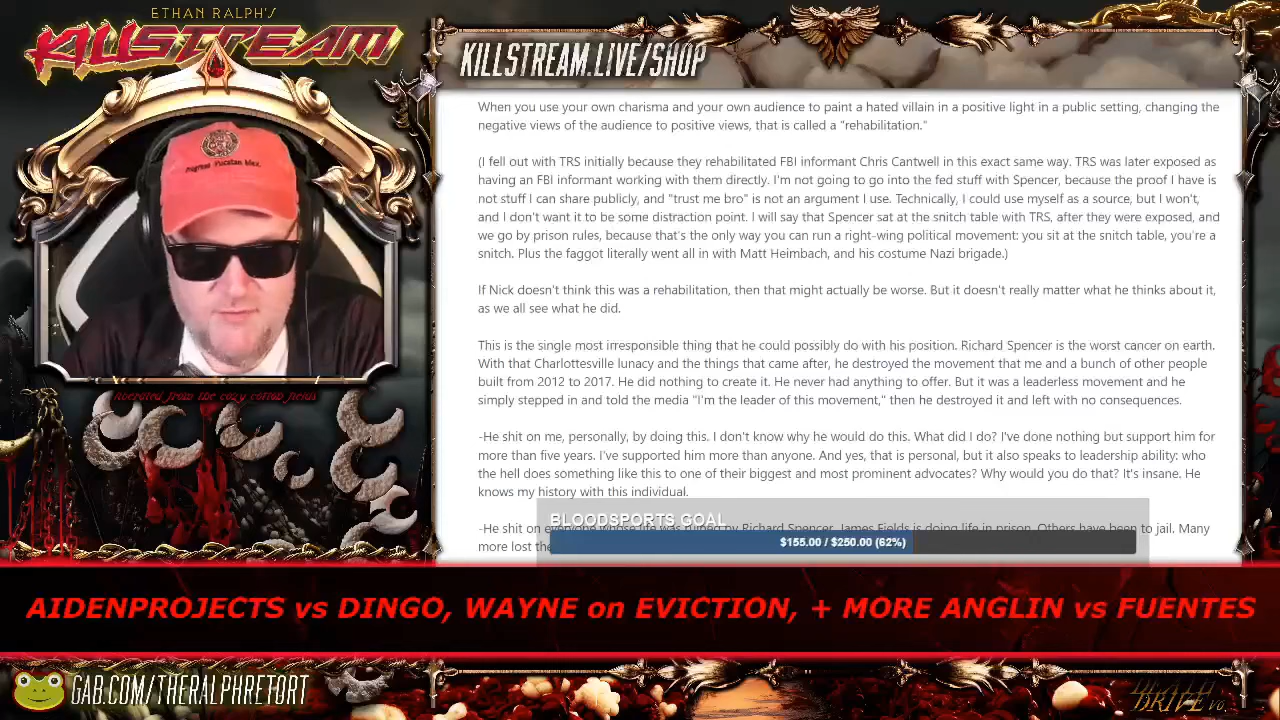 ETHAN RALPH'S
KILLSTREAM
KILLSTREAM.LIVE/SHOP
When you use your own charisma and your own audience to paint a hated villain in a positive light in a public setting, changing the
negative views of the audience to positive views, that is called a "rehabilitation."
(I fell out with TRS initially because they rehabilitated FBI informant Chris Cantwell in this exact same way. TRS was later exposed as
having an FBI informant working with them directly. I'm not going to go into the fed stuff with Spencer, because the proof I have is
not stuff I can share publicly, and "trust me bro" is not an argument I use. Technically, I could use myself as a source, but I won't,
and I don't want it to be some distraction point. I will say that Spencer sat at the snitch table with TRS, after they were exposed, and
we go by prison rules, because that's the only way you can run a right-wing political movement: you sit at the snitch table, you're a
snitch. Plus the faggot literally went all in with Matt Heimbach, and his costume Nazi brigade.)
If Nick doesn't think this was a rehabilitation, then that might actually be worse. But it doesn't really matter what he thinks about it,
as we all see what he did.
This is the single most irresponsible thing that he could possibly do with his position. Richard Spencer is the worst cancer on earth.
With that Charlottesville lunacy and the things that came after, he destroyed the movement that me and a bunch of other people
built from 2012 to 2017. He did nothing to create it. He never had anything to offer. But it was a leaderless movement and he
simply stepped in and told the media "I'm the leader of this movement," then he destroyed it and left with no consequences.
-He shit on me, personally, by doing this. I don't know why he would do this. What did I do? I've done nothing but support him for
more than five years. I've supported him more than anyone. And yes, that is personal, but it also speaks to leadership ability: who
the hell does something like this to one of their biggest and most prominent advocates? Why would you do that? It's insane. He
knows my history with this individual.
-He shit on everyone whose life was ruined by Richard Spencer. James Fields is doing life in prison. Others have been to jail. Many
more lost the
BLOODSPORTS GOAL
$155.00 / $250.00 (62%)
liberated from the cozy cotton fields
AIDENPROJECTS vs DINGO, WAYNE on EVICTION, + MORE ANGLIN vs FUENTES
GAB.COM/THERALPHRETORT